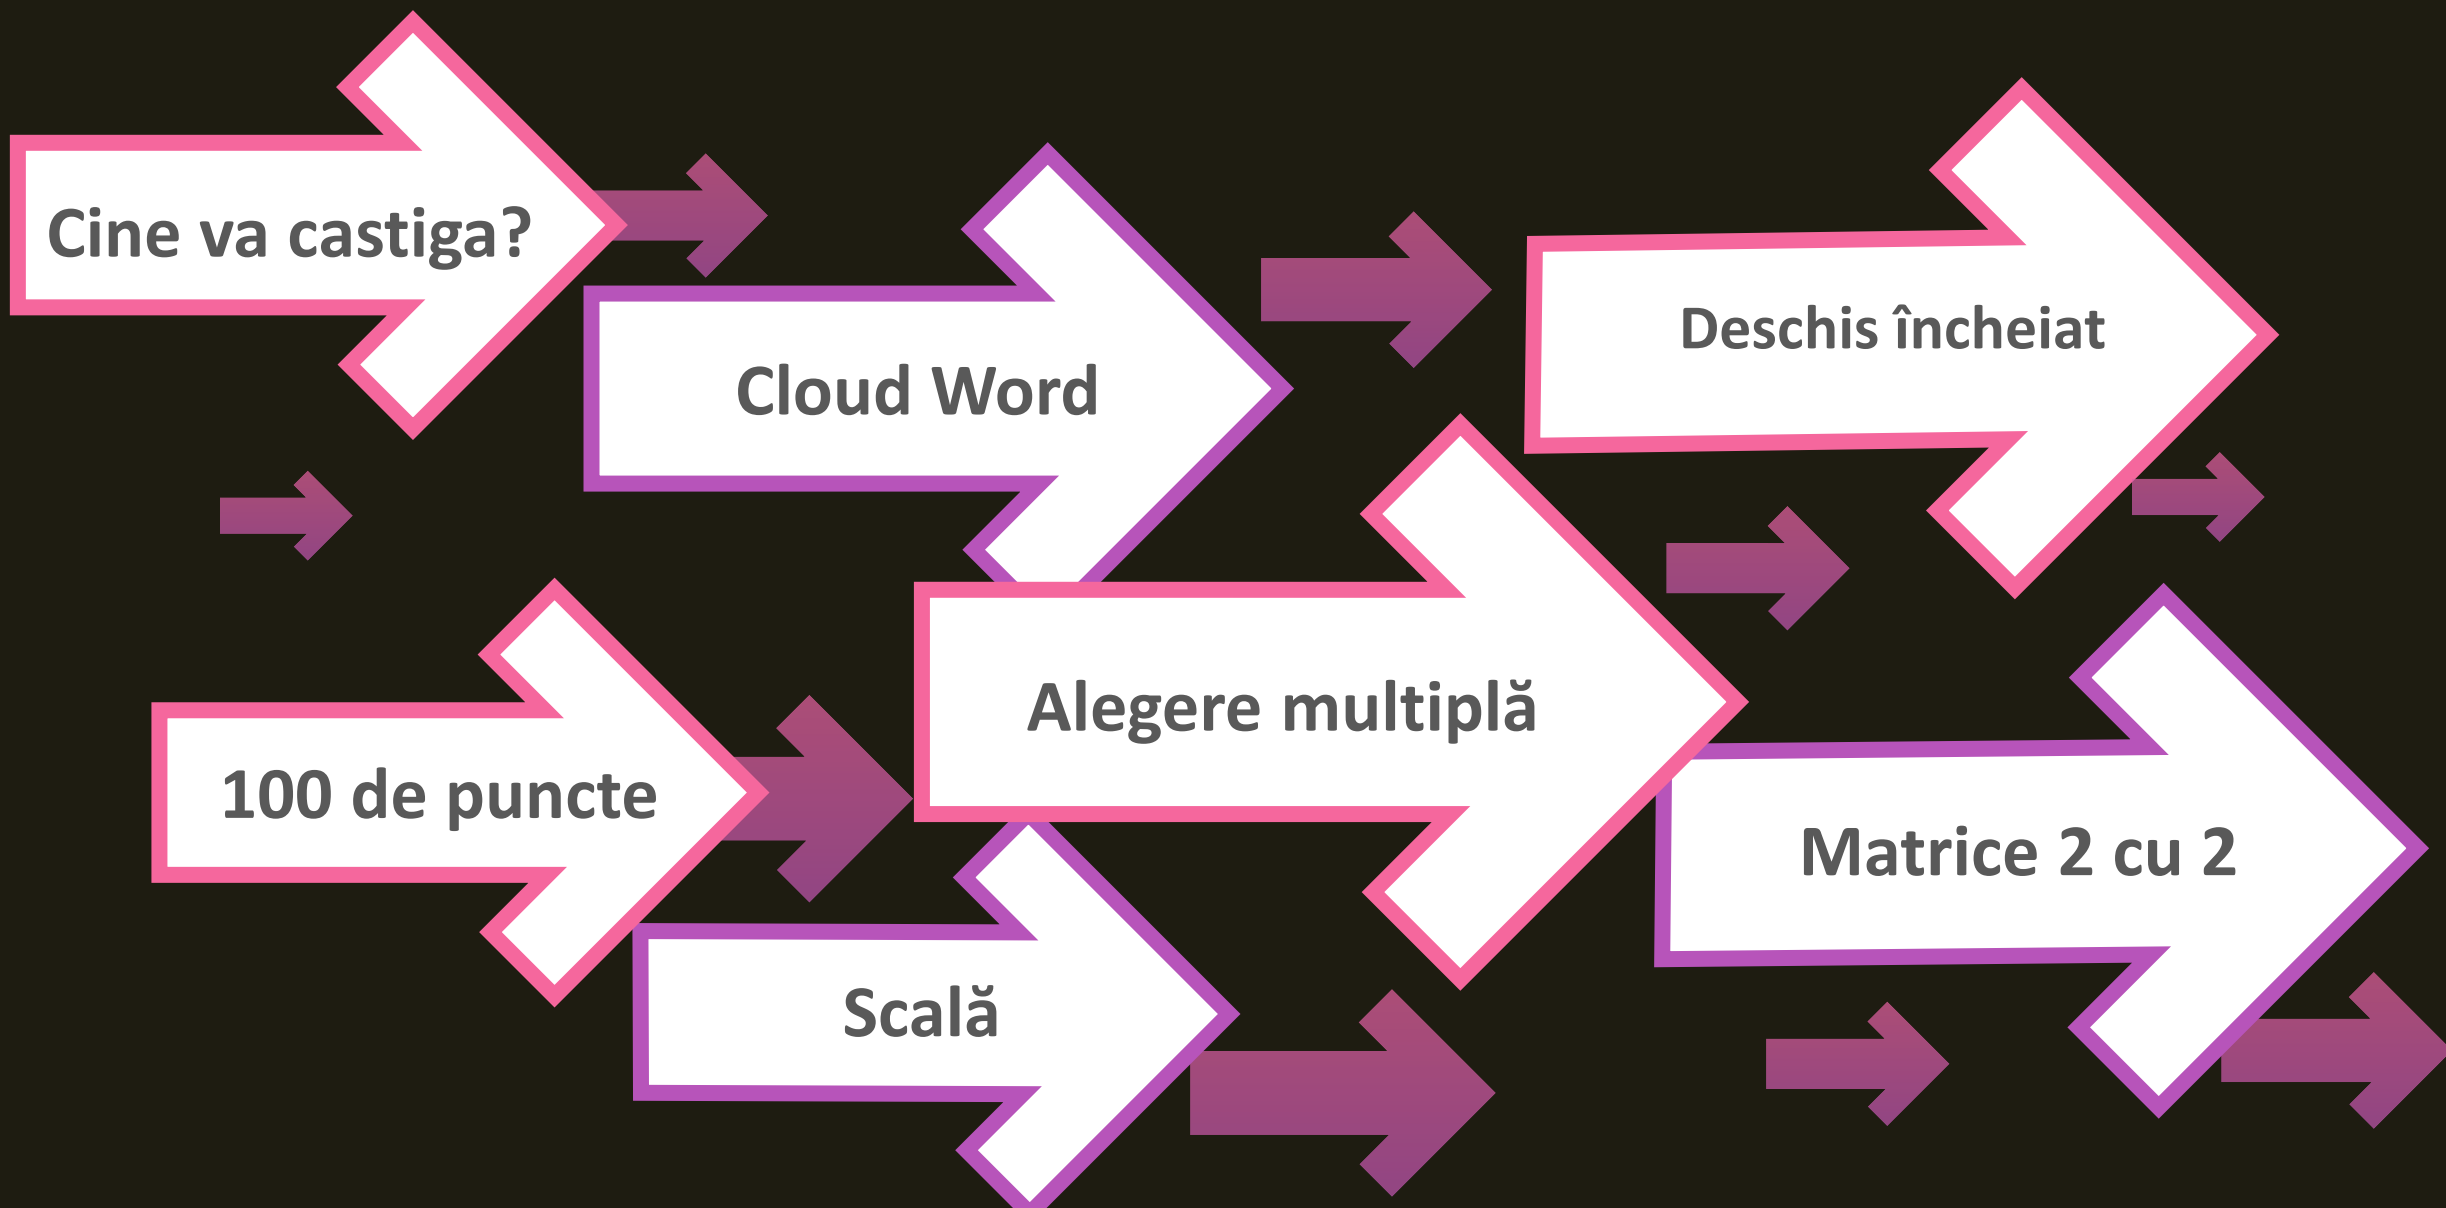 Cine va castiga?
Cloud Word
Deschis încheiat
100 de puncte
Alegere multiplă
Matrice 2 cu 2
Scală